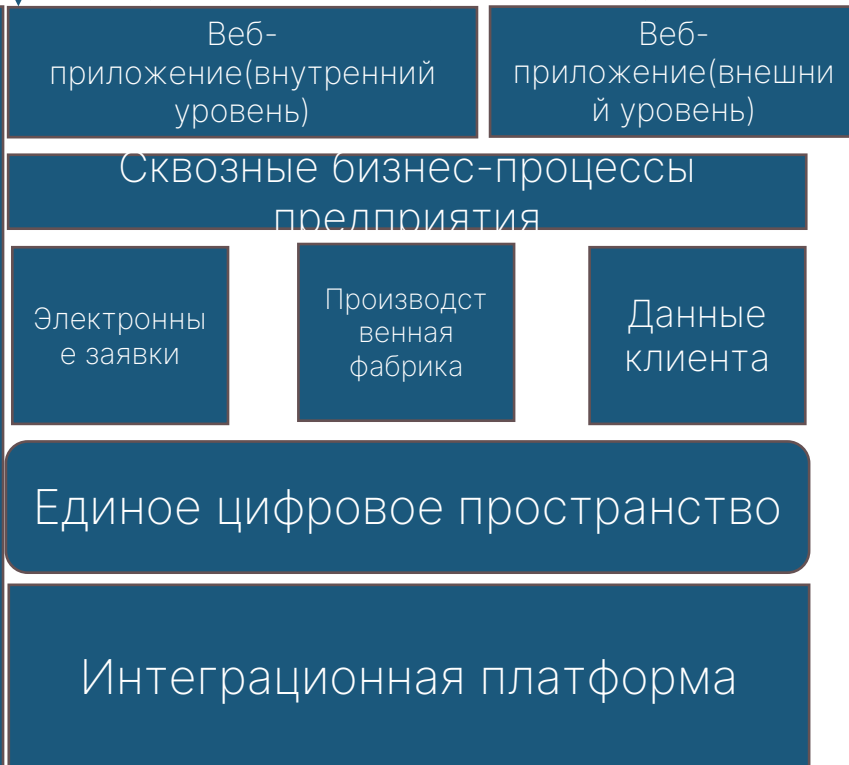 Веб-
приложение(внутренний
уровень)
Веб-
приложение(внешни
й уровень)
Сквозные бизнес-процессы
предприятия
Электронны
е заявки
Производст
венная
фабрика
Данные
клиента
Единое цифровое пространство
Интеграционная платформа